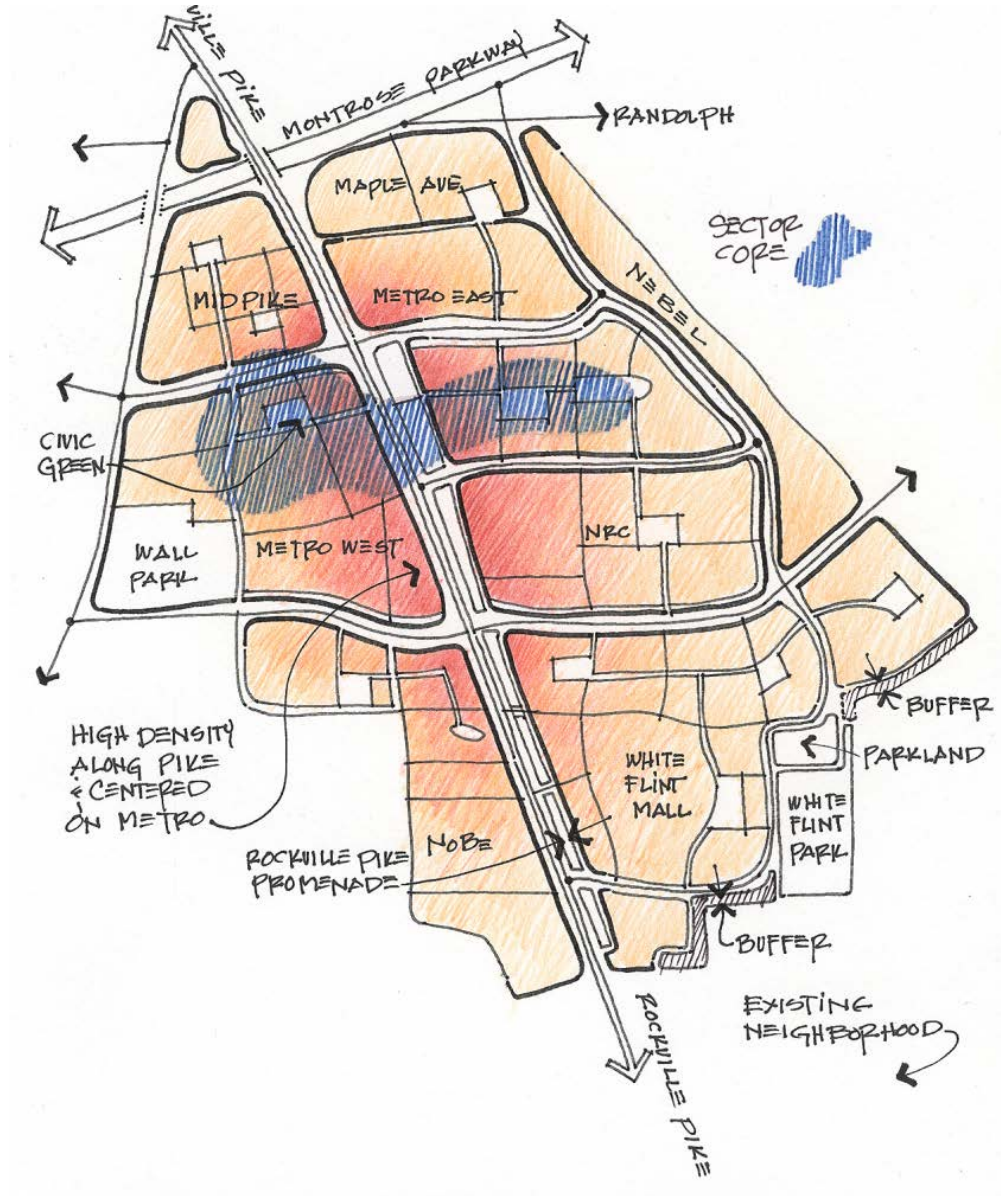 VILLE PIKE
MONTROSE PARKWAY
RANDOLPH
MAPLE AVE
SECTOR
CORE
MID PIKE
METRO EAST
NEBEL
CIVIC
GREEN
WALL
PARK
METRO WEST
NRC
HIGH DENSITY
ALONG PIKE
& CENTERED
ON METRO
BUFFER
PARKLAND
WHITE
FLINT
MALL
WHITE
FLINT
PARK
NOBE
ROCKVILLE PIKE
PROMENADE
BUFFER
EXISTING
NEIGHBORHOOD
ROCKVILLE PIKE